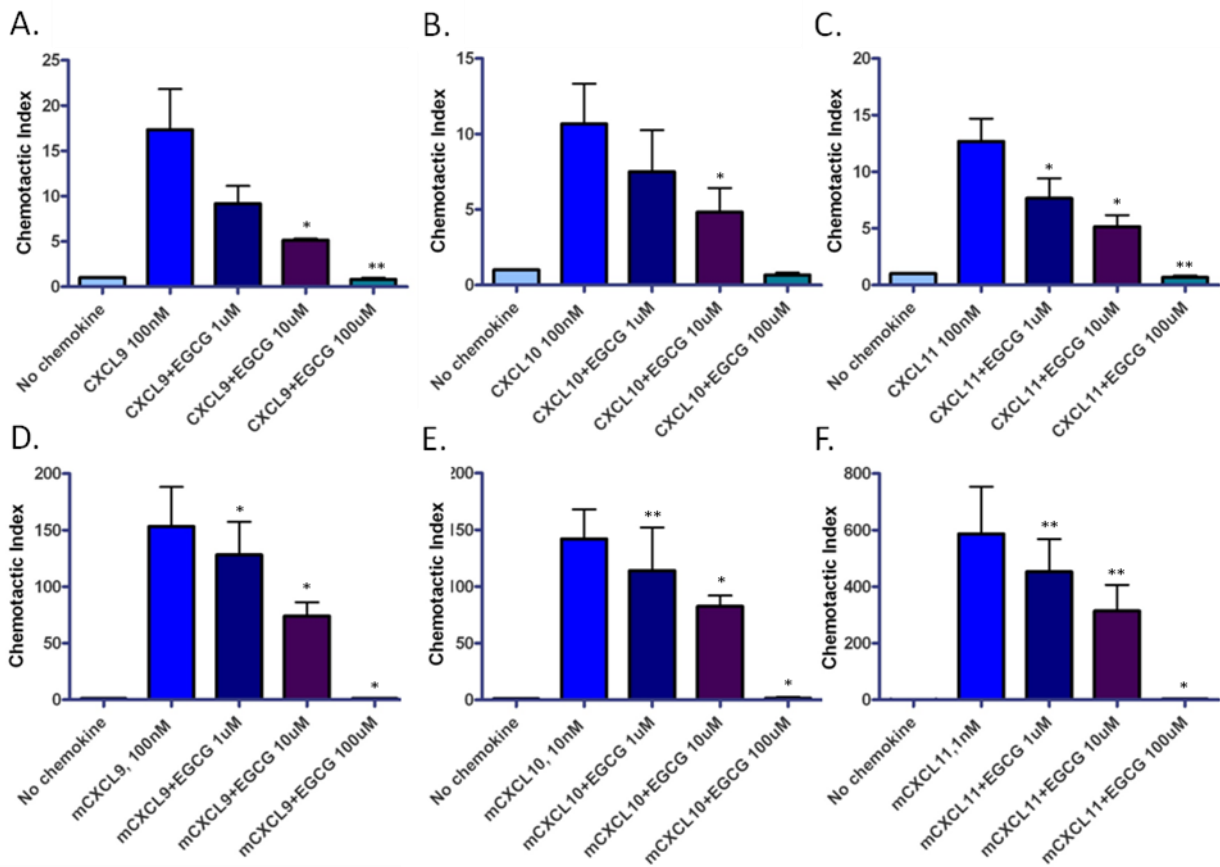 A.
Chemotactic Index
25
20
15
10
5
0
*
**
No chemokine
CXCL9 100nM
CXCL9+EGCG 1uM
CXCL9+EGCG 10uM
CXCL9+EGCG 100uM
B.
Chemotactic Index
15
10
5
0
*
No chemokine
CXCL10 100nM
CXCL10+EGCG 1uM
CXCL10+EGCG 10uM
CXCL10+EGCG 100uM
C.
Chemotactic Index
20
15
10
5
0
*
*
**
No chemokine
CXCL11 100nM
CXCL11+EGCG 1uM
CXCL11+EGCG 10uM
CXCL11+EGCG 100uM
D.
Chemotactic Index
200
150
100
50
0
*
*
*
No chemokine
mCXCL9, 100nM
mCXCL9+EGCG 1uM
mCXCL9+EGCG 10uM
mCXCL9+EGCG 100uM
E.
Chemotactic Index
200
150
100
50
0
**
*
*
No chemokine
mCXCL10, 10nM
mCXCL10+EGCG 1uM
mCXCL10+EGCG 10uM
mCXCL10+EGCG 100uM
F.
Chemotactic Index
800
600
400
200
0
**
**
*
No chemokine
mCXCL11,1nM
mCXCL11+EGCG 1uM
mCXCL11+EGCG 10uM
mCXCL11+EGCG 100uM